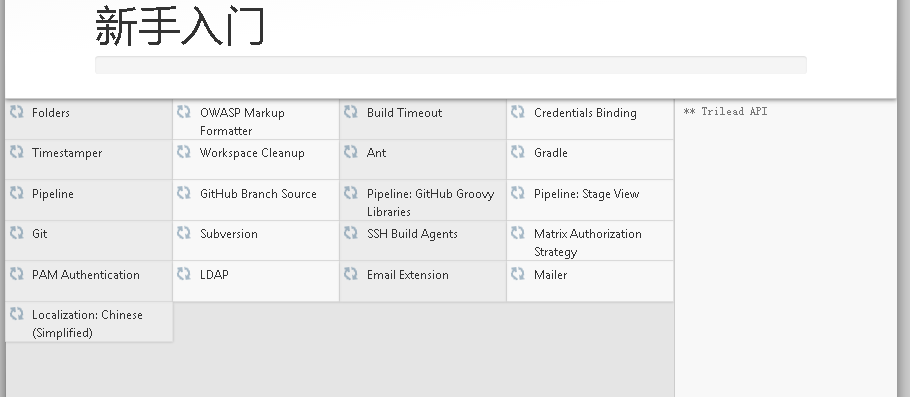 新手入门
Folders
OWASP Markup
Formatter
Build Timeout
Credentials Binding
** Trilead API
Timestamper
Workspace Cleanup
Ant
Gradle
Pipeline
GitHub Branch Source
Pipeline: GitHub Groovy
Libraries
Pipeline: Stage View
Git
Subversion
SSH Build Agents
Matrix Authorization
Strategy
PAM Authentication
LDAP
Email Extension
Mailer
Localization: Chinese
(Simplified)